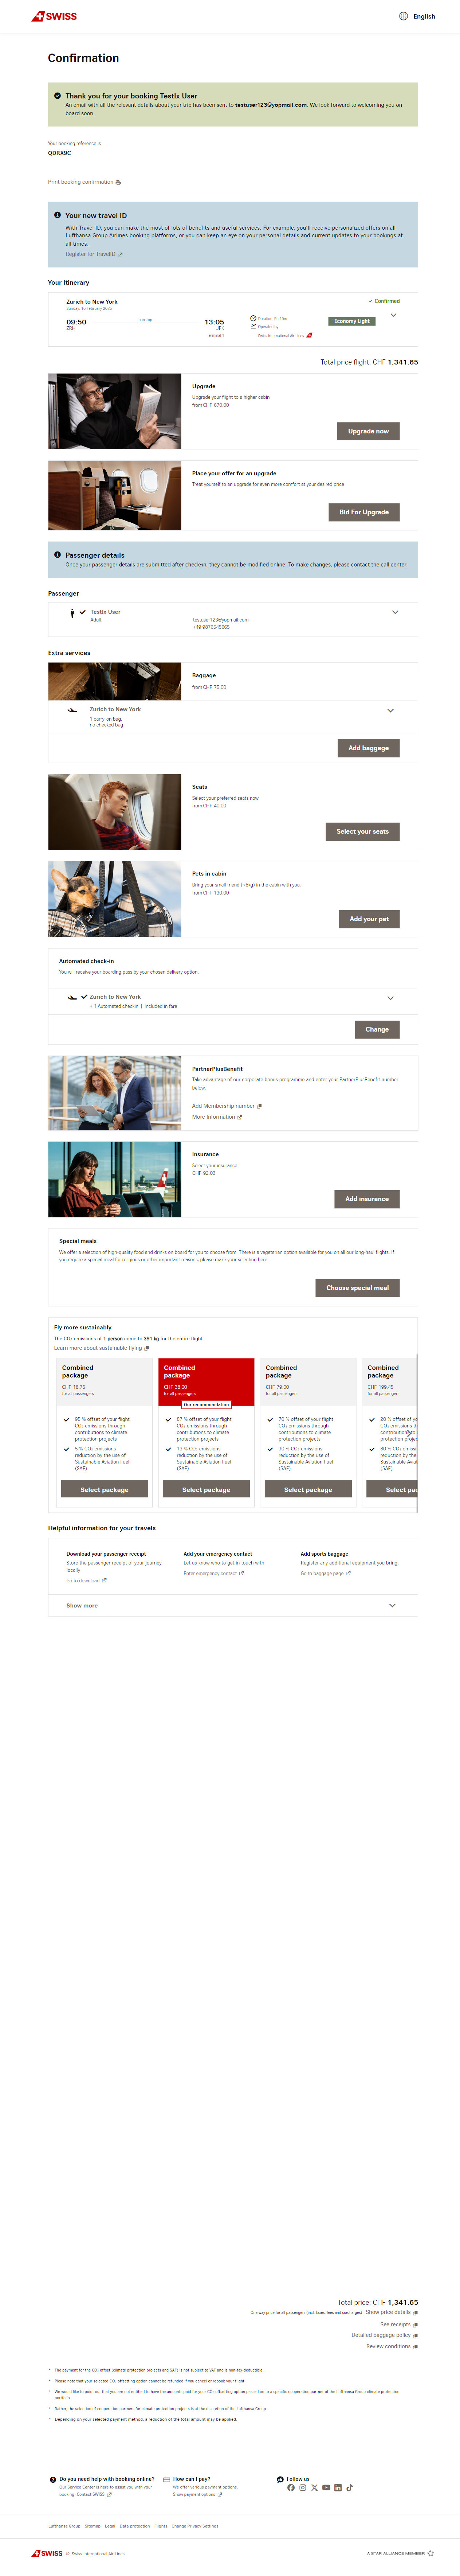 SWISS
English
Confirmation
Thank you for your booking Testlx User
An email with all the relevant details about your trip has been sent to testuser123@yopmail.com. We look forward to welcoming you on
board soon.
Your booking reference is
QDRX9C
Print booking confirmation
Your new travel ID
With Travel ID, you can make the most of lots of benefits and useful services. For example, you'll receive personalized offers on all
Lufthansa Group Airlines booking platforms, or you can keep an eye on your personal details and current updates to your bookings at
all times.
Register for TravelID
Your Itinerary
Zurich to New York
Confirmed
Sunday, 16 February 2025
09:50
nonstop
13:05
ZRH
JFK
Terminal 1
Duration: 9h 15m
Operated by
Swiss International Air Lines
Economy Light
Total price flight: CHF 1,341.65
Upgrade
Upgrade your flight to a higher cabin
from CHF 670.00
Upgrade now
Place your offer for an upgrade
Treat yourself to an upgrade for even more comfort at your desired price
Bid For Upgrade
Passenger details
Once your passenger details are submitted after check-in, they cannot be modified online. To make changes, please contact the call center.
Passenger
Testlx User
Adult
testuser123@yopmail.com
+49 9876545665
Extra services
Baggage
from CHF 75.00
Zurich to New York
1 carry-on bag,
no checked bag
Add baggage
Seats
Select your preferred seats now.
from CHF 40.00
Select your seats
Pets in cabin
Bring your small friend (<8kg) in the cabin with you.
from CHF 130.00
Add your pet
Automated check-in
You will receive your boarding pass by your chosen delivery option.
Zurich to New York
1 Automated checkin | Included in fare
Change
PartnerPlusBenefit
Take advantage of our corporate bonus programme and enter your PartnerPlusBenefit number
below.
Add Membership number
More Information
Insurance
Select your insurance
CHF 92.03
Add insurance
Special meals
We offer a selection of high-quality food and drinks on board for you to choose from. There is a vegetarian option available for you on all our long-haul flights. If
you require a special meal for religious or other important reasons, please make your selection here.
Choose special meal
Fly more sustainably
The CO₂ emissions of 1 person come to 391 kg for the entire flight.
Learn more about sustainable flying
Combined
package
CHF 18.75
for all passengers
95 % offset of your flight
CO₂ emissions through
contributions to climate
protection projects
5 % CO₂ emissions
reduction by the use of
Sustainable Aviation Fuel
(SAF)
Select package
Combined
package
CHF 38.00
for all passengers
Our recommendation
87 % offset of your flight
CO₂ emissions through
contributions to climate
protection projects
13 % CO₂ emissions
reduction by the use of
Sustainable Aviation Fuel
(SAF)
Select package
Combined
package
CHF 79.00
for all passengers
70 % offset of your flight
CO₂ emissions through
contributions to climate
protection projects
30 % CO₂ emissions
reduction by the use of
Sustainable Aviation Fuel
(SAF)
Select package
Combined
package
CHF 199.45
for all passengers
20 % offset of yo
CO₂ emissions th
contributions to
protection projec
80 % CO₂ emiss
reduction by the
Sustainable Aviat
(SAF)
Select pac
Helpful information for your travels
Download your passenger receipt
Store the passenger receipt of your journey
locally
Go to download
Add your emergency contact
Let us know who to get in touch with
Enter emergency contact
Add sports baggage
Register any additional equipment you bring
Go to baggage page
Show more
Total price: CHF 1,341.65
One way price for all passengers (incl. taxes, fees and surcharges)
Show price details
See receipts
Detailed baggage policy
Review conditions
* The payment for the CO₂ offset (climate protection projects and SAF) is not subject to VAT and is non-tax-deductible.
* Please note that your selected CO₂ offsetting option cannot be refunded if you cancel or rebook your flight.
* We would like to point out that you are not entitled to have the amounts paid for your CO₂ offsetting option passed on to a specific cooperation partner of the Lufthansa Group climate protection
portfolio.
* Rather, the selection of cooperation partners for climate protection projects is at the discretion of the Lufthansa Group.
* Depending on your selected payment method, a reduction of the total amount may be applied.
Do you need help with booking online?
Our Service Center is here to assist you with your
booking. Contact SWISS
How can I pay?
We offer various payment options.
Show payment options
Follow us
Lufthansa Group Sitemap Legal Data protection Flights Change Privacy Settings
SWISS © Swiss International Air Lines
A STAR ALLIANCE MEMBER